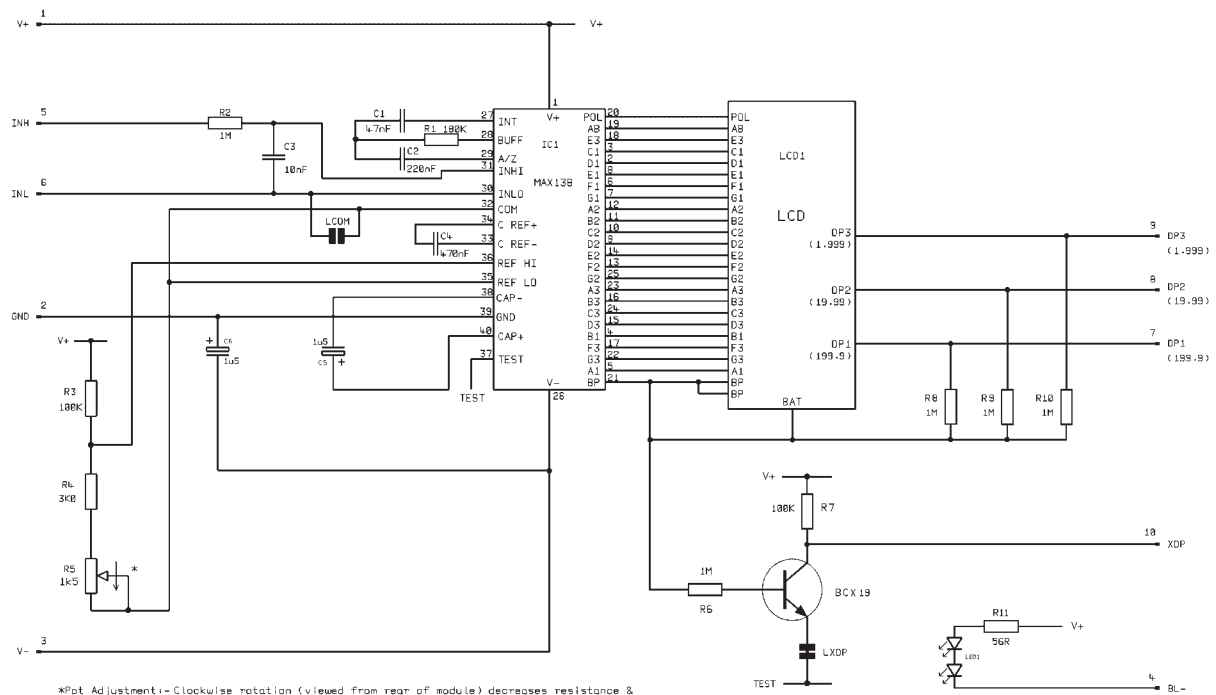 V+ 1 V+
1
INH 5 R2 1M
C3 10nF
INL 6
LCOM
C1 47nF
R1 180K
C2 220nF
C4 470nF
IC1
MAX138
V+
27 INT
28 BUFF
29 A/Z
31 INHI
30 INLO
32 COM
34 C REF+
33 C REF-
36 REF HI
35 REF LO
38 CAP-
39 GND
40 CAP+
37 TEST
TEST
V-
26
POL 20 POL
AB 19 AB
E3 18 E3
C1 3 C1
D1 2 D1
E1 8 E1
F1 6 F1
G1 7 G1
A2 12 A2
B2 11 B2
C2 10 C2
D2 9 D2
E2 14 E2
F2 13 F2
G2 25 G2
A3 23 A3
B3 16 B3
C3 24 C3
D3 15 D3
B1 4 B1
F3 17 F3
G3 22 G3
A1 5 A1
BP 21 BP
BP
LCD1
LCD
DP3
(1.999)
DP2
(19.99)
DP1
(199.9)
BAT
9 DP3
(1.999)
8 DP2
(19.99)
7 DP1
(199.9)
R8 1M
R9 1M
R10 1M
GND 2
+ C6
1uS
1uS
C5 +
V+
R3
100K
R4
3K0
R5
1k5
*
V- 3
V+
100K R7
10 XDP
1M
R6
BCX19
LXDP
TEST
R11
56R
V+
LED1
4
BL-
*Pot Adjustment:- Clockwise rotation (viewed from rear of module) decreases resistance &